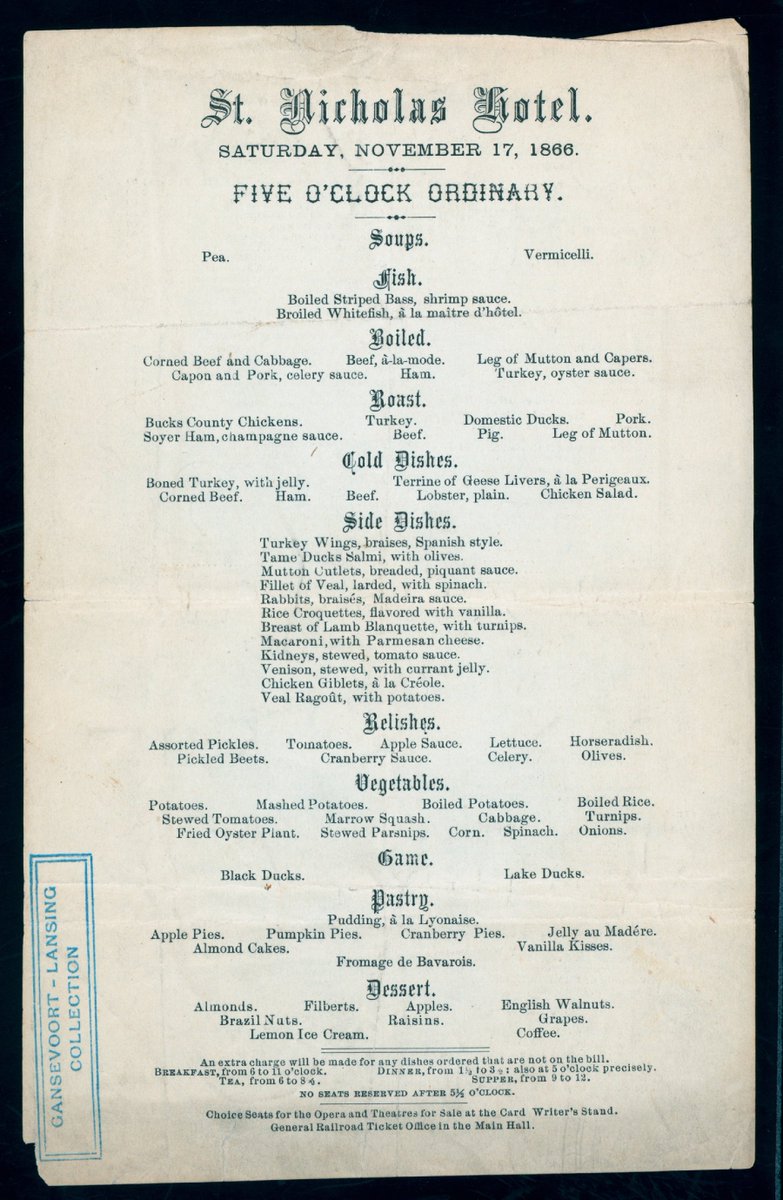 St. Nicholas Hotel.
SATURDAY, NOVEMBER 17, 1866.
FIVE O'CLOCK ORDINARY.
Soups.
Pea. Vermicelli.
Fish.
Boiled Striped Bass, shrimp sauce.
Broiled Whitefish, à la maître d'hôtel.
Boiled.
Corned Beef and Cabbage. Beef, à-la-mode. Leg of Mutton and Capers.
Capon and Pork, celery sauce. Ham. Turkey, oyster sauce.
Roast.
Bucks County Chickens. Turkey. Domestic Ducks. Pork.
Soyer Ham, champagne sauce. Beef. Pig. Leg of Mutton.
Cold Dishes.
Boned Turkey, with jelly. Terrine of Geese Livers, à la Perigeaux.
Corned Beef. Ham. Beef. Lobster, plain. Chicken Salad.
Side Dishes.
Turkey Wings, braises, Spanish style.
Tame Ducks Salmi, with olives.
Mutton Cutlets, breaded, piquant sauce.
Fillet of Veal, larded, with spinach.
Rabbits, braisés, Madeira sauce.
Rice Croquettes, flavored with vanilla.
Breast of Lamb Blanquette, with turnips.
Macaroni, with Parmesan cheese.
Kidneys, stewed, tomato sauce.
Venison, stewed, with currant jelly.
Chicken Giblets, à la Créole.
Veal Ragoût, with potatoes.
Relishes.
Assorted Pickles. Tomatoes. Apple Sauce. Lettuce. Horseradish.
Pickled Beets. Cranberry Sauce. Celery. Olives.
Vegetables.
Potatoes. Mashed Potatoes. Boiled Potatoes. Boiled Rice.
Stewed Tomatoes. Marrow Squash. Cabbage. Turnips.
Fried Oyster Plant. Stewed Parsnips. Corn. Spinach. Onions.
Game.
Black Ducks. Lake Ducks.
Pastry.
Pudding, à la Lyonaise.
Apple Pies. Pumpkin Pies. Cranberry Pies. Jelly au Madére.
Almond Cakes. Vanilla Kisses.
Fromage de Bavarois.
Dessert.
Almonds. Filberts. Apples. English Walnuts.
Brazil Nuts. Raisins. Grapes.
Lemon Ice Cream. Coffee.
An extra charge will be made for any dishes ordered that are not on the bill.
BREAKFAST, from 6 to 11 o'clock. DINNER, from 1½ to 3½: also at 5 o'clock precisely.
TEA, from 6 to 8½. SUPPER, from 9 to 12.
NO SEATS RESERVED AFTER 5½ O'CLOCK.
Choice Seats for the Opera and Theatres for Sale at the Card Writer's Stand.
General Railroad Ticket Office in the Main Hall.
GANSEVOORT - LANSING
COLLECTION